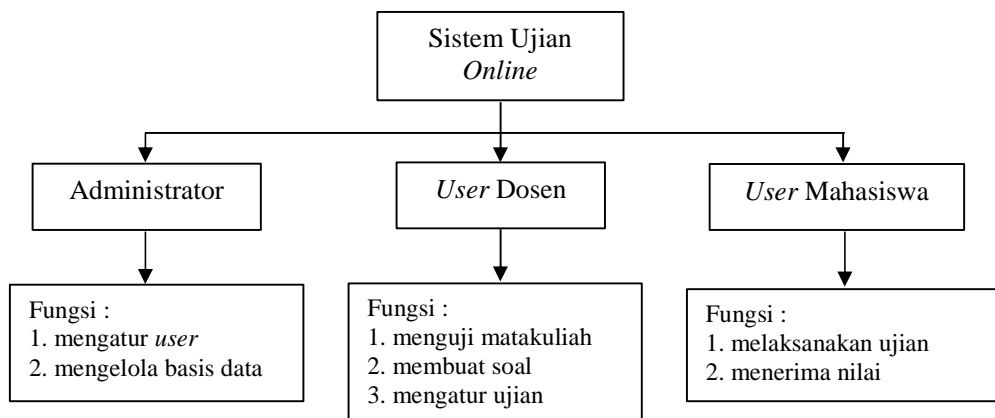 Sistem Ujian
Online
Administrator
User Dosen
User Mahasiswa
Fungsi :
1. mengatur user
2. mengelola basis data
Fungsi :
1. menguji matakuliah
2. membuat soal
3. mengatur ujian
Fungsi :
1. melaksanakan ujian
2. menerima nilai